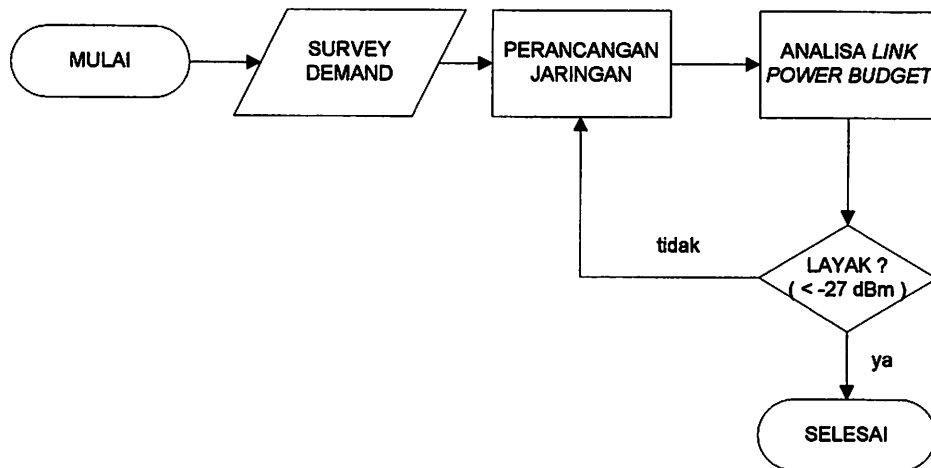 MULAI
SURVEY
DEMAND
PERANCANGAN
JARINGAN
ANALISA LINK
POWER BUDGET
tidak
LAYAK ?
( < -27 dBm )
ya
SELESAI